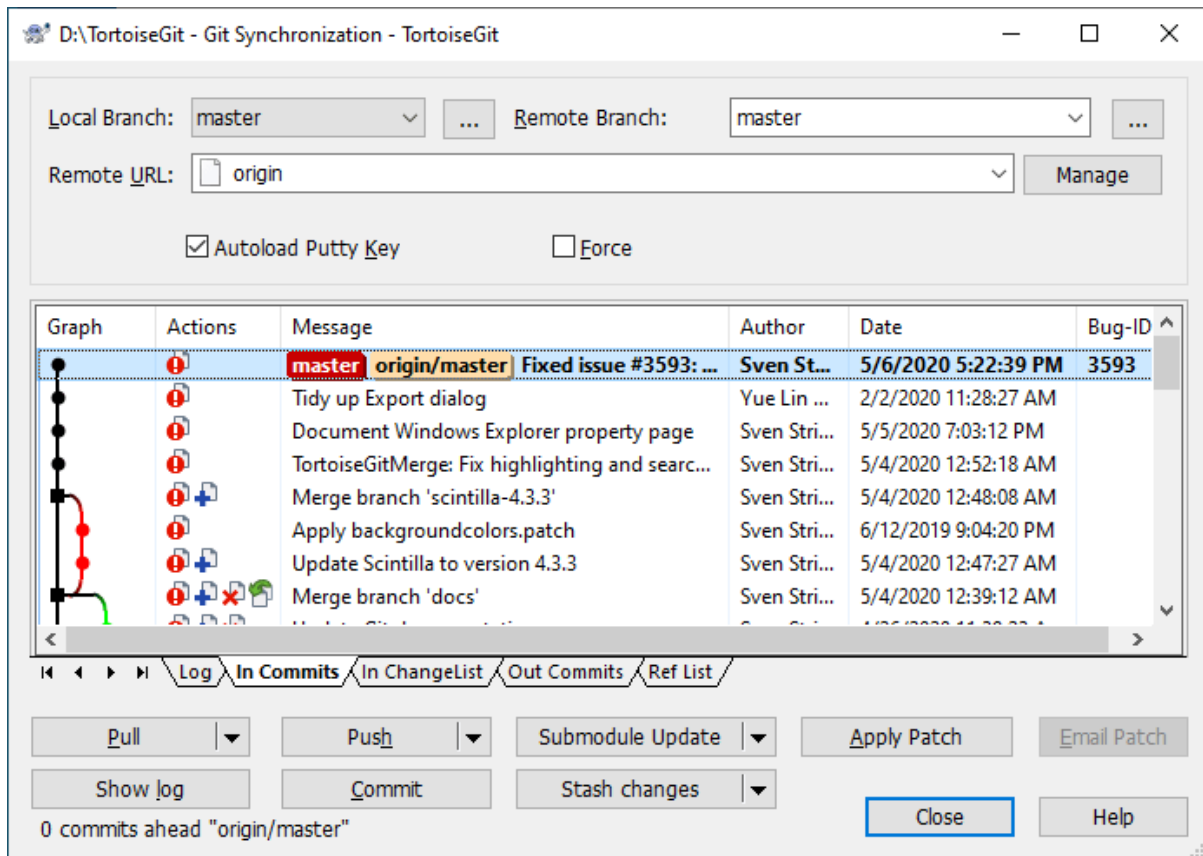 D:\TortoiseGit - Git Synchronization - TortoiseGit
Local Branch: master ... Remote Branch: master ...
Remote URL: origin Manage
Autoload Putty Key Force
Graph Actions Message Author Date Bug-ID
master origin/master Fixed issue #3593: ... Sven St... 5/6/2020 5:22:39 PM 3593
Tidy up Export dialog Yue Lin ... 2/2/2020 11:28:27 AM
Document Windows Explorer property page Sven Stri... 5/5/2020 7:03:12 PM
TortoiseGitMerge: Fix highlighting and searc... Sven Stri... 5/4/2020 12:52:18 AM
Merge branch 'scintilla-4.3.3' Sven Stri... 5/4/2020 12:48:08 AM
Apply backgroundcolors.patch Sven Stri... 6/12/2019 9:04:20 PM
Update Scintilla to version 4.3.3 Sven Stri... 5/4/2020 12:47:27 AM
Merge branch 'docs' Sven Stri... 5/4/2020 12:39:12 AM
Log In Commits In ChangeList Out Commits Ref List
Pull Push Submodule Update Apply Patch Email Patch
Show log Commit Stash changes
Close Help
0 commits ahead "origin/master"